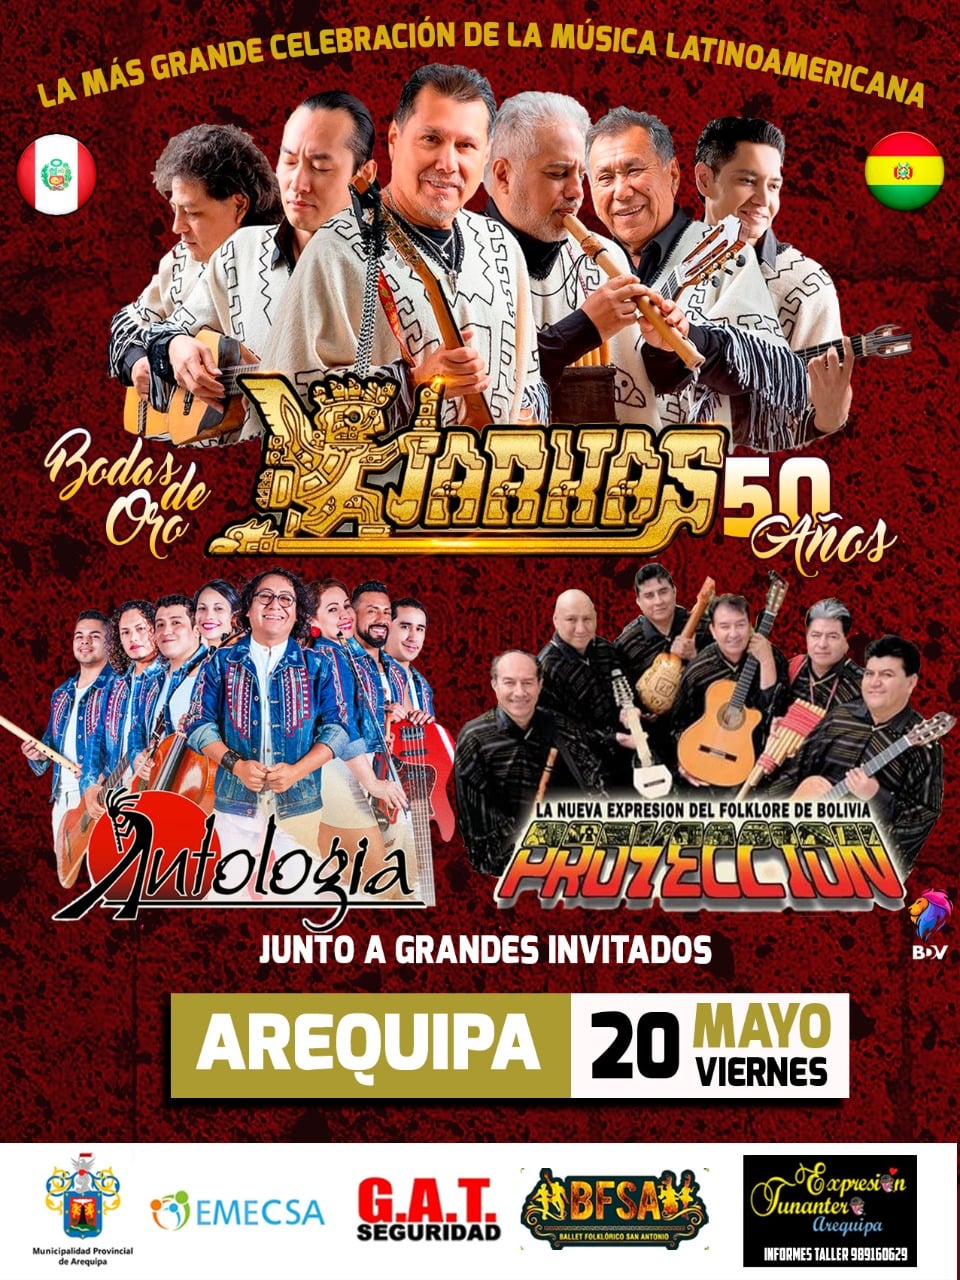 LA MÁS GRANDE CELEBRACIÓN DE LA MÚSICA LATINOAMERICANA
Bodas de Oro
KJARKAS
50 Años
Antologia
LA NUEVA EXPRESION DEL FOLKLORE DE BOLIVIA
PROYECCION
BDV
JUNTO A GRANDES INVITADOS
AREQUIPA
20 MAYO
VIERNES
Municipalidad Provincial
de Arequipa
EMECSA
G.A.T.
SEGURIDAD
BFSA
BALLET FOLKLÓRICO SAN ANTONIO
Expresión
Tunantera
Arequipa
INFORMES TALLER 989160629